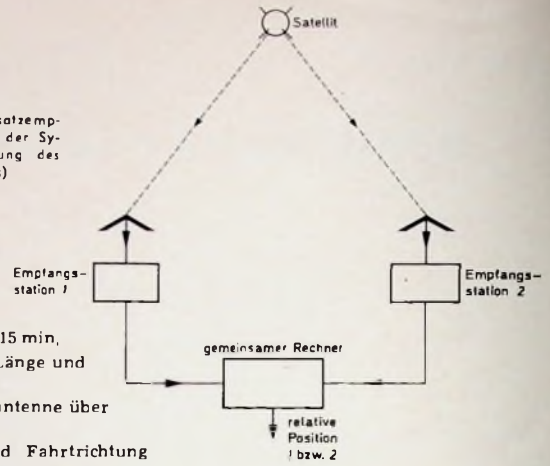 Satellit
satzemp-
der Sy-
ung des
s)
Empfangs-
station 1
Empfangs-
station 2
15 min,
Länge und
gemeinsamer Rechner
antenne über
relative
Position
1 bzw. 2
d Fahrtrichtung